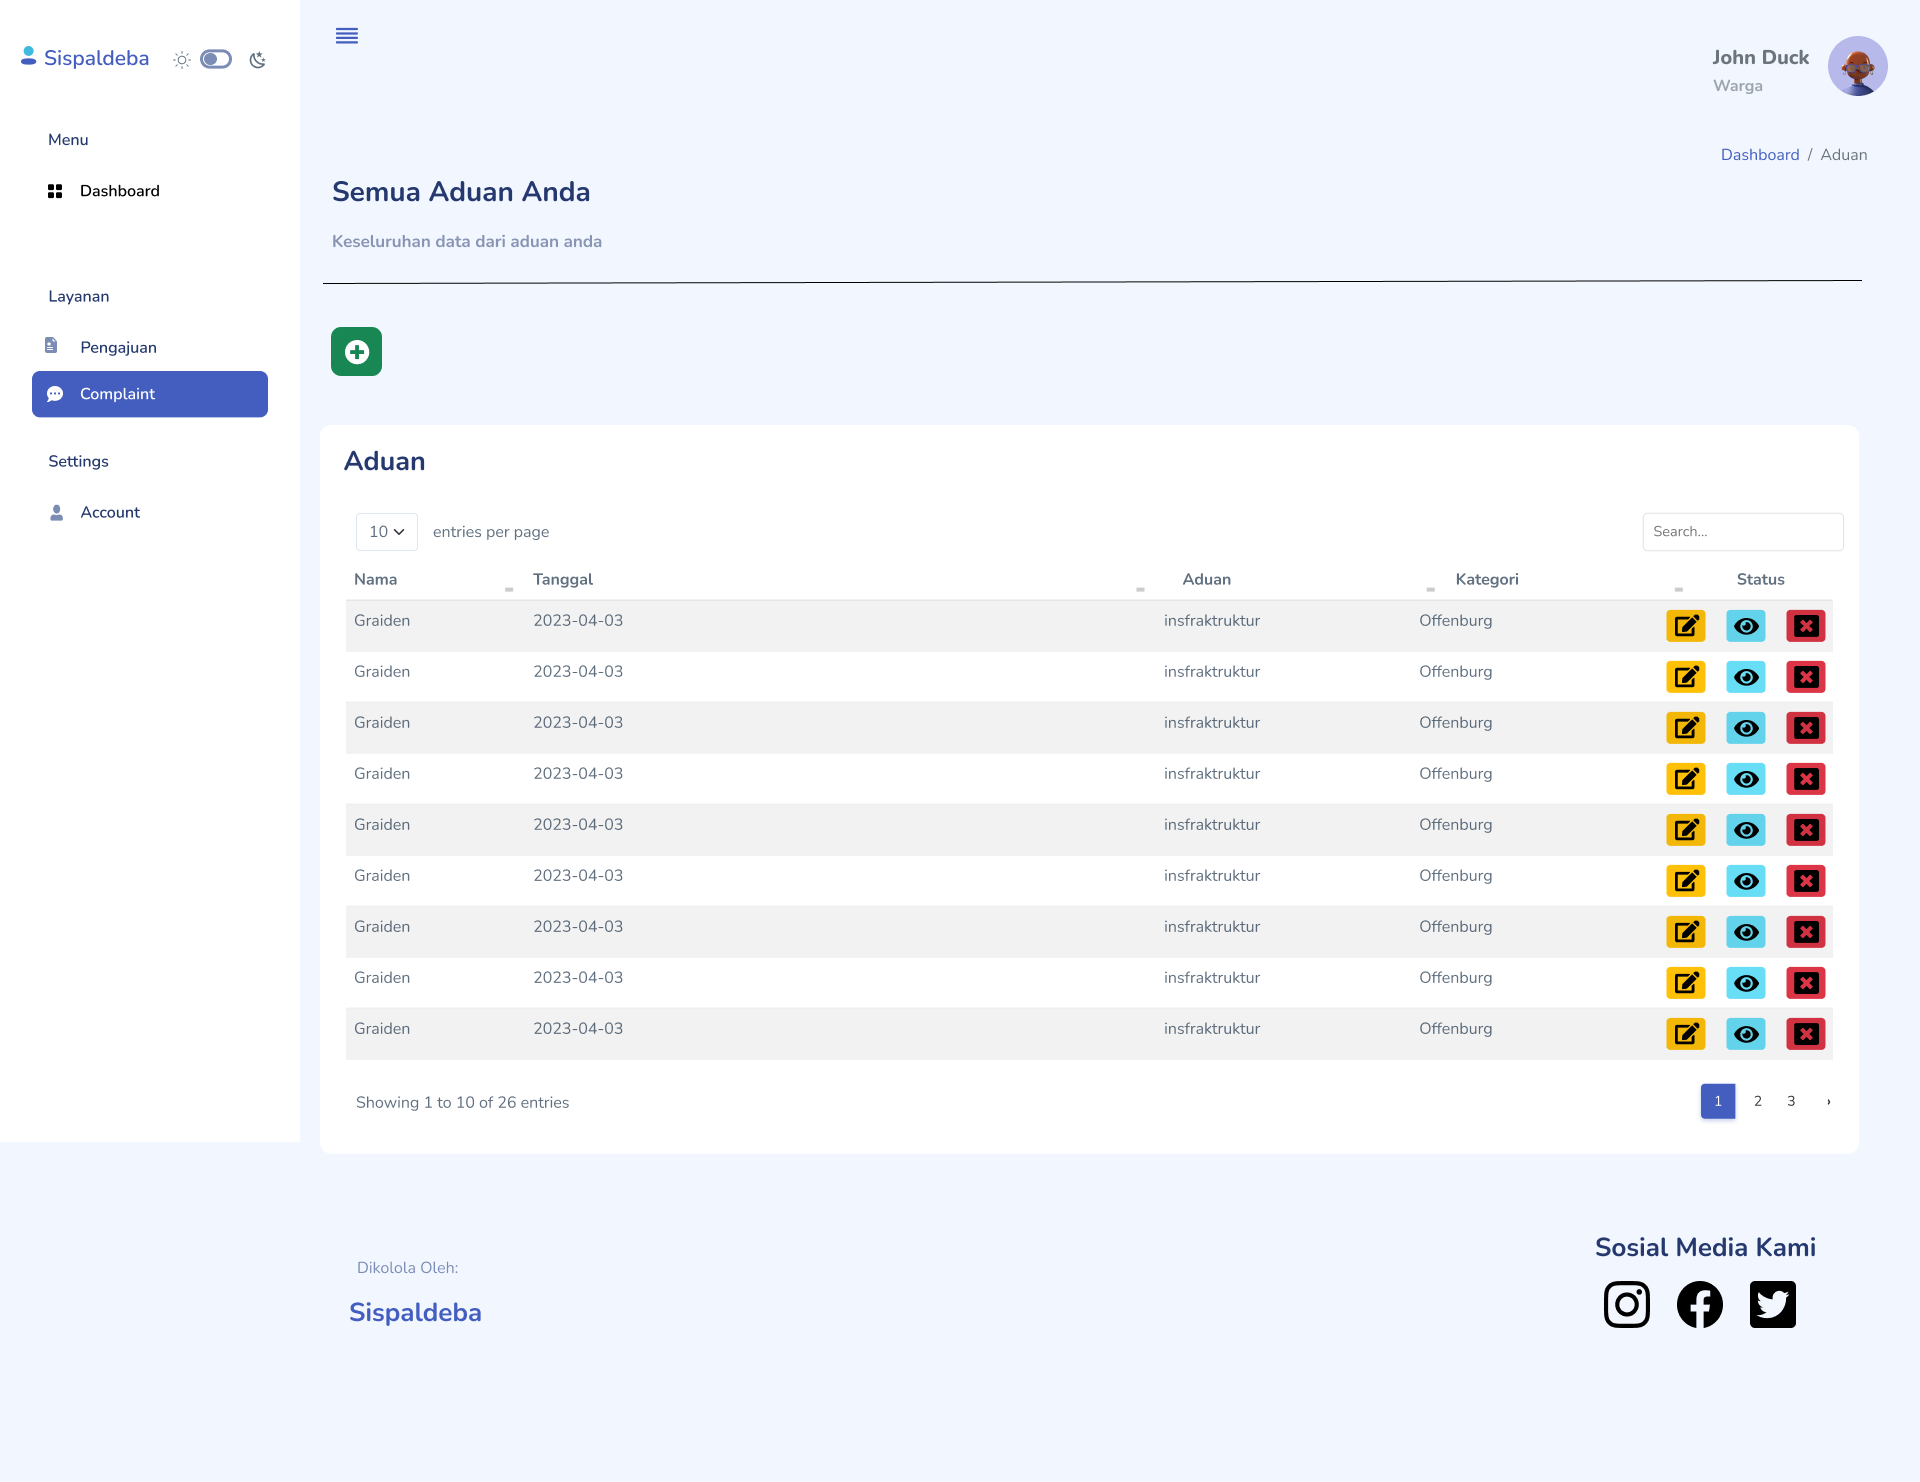 Sispaldeba
John Duck
Warga
Menu
Dashboard / Aduan
Dashboard
Semua Aduan Anda
Keseluruhan data dari aduan anda
Layanan
Pengajuan
Complaint
Settings
Account
Aduan
10 entries per page Search...
Nama Tanggal Aduan Kategori Status
Graiden 2023-04-03 insfraktruktur Offenburg
Graiden 2023-04-03 insfraktruktur Offenburg
Graiden 2023-04-03 insfraktruktur Offenburg
Graiden 2023-04-03 insfraktruktur Offenburg
Graiden 2023-04-03 insfraktruktur Offenburg
Graiden 2023-04-03 insfraktruktur Offenburg
Graiden 2023-04-03 insfraktruktur Offenburg
Graiden 2023-04-03 insfraktruktur Offenburg
Graiden 2023-04-03 insfraktruktur Offenburg
Showing 1 to 10 of 26 entries 1 2 3 ›
Dikolola Oleh:
Sispaldeba
Sosial Media Kami